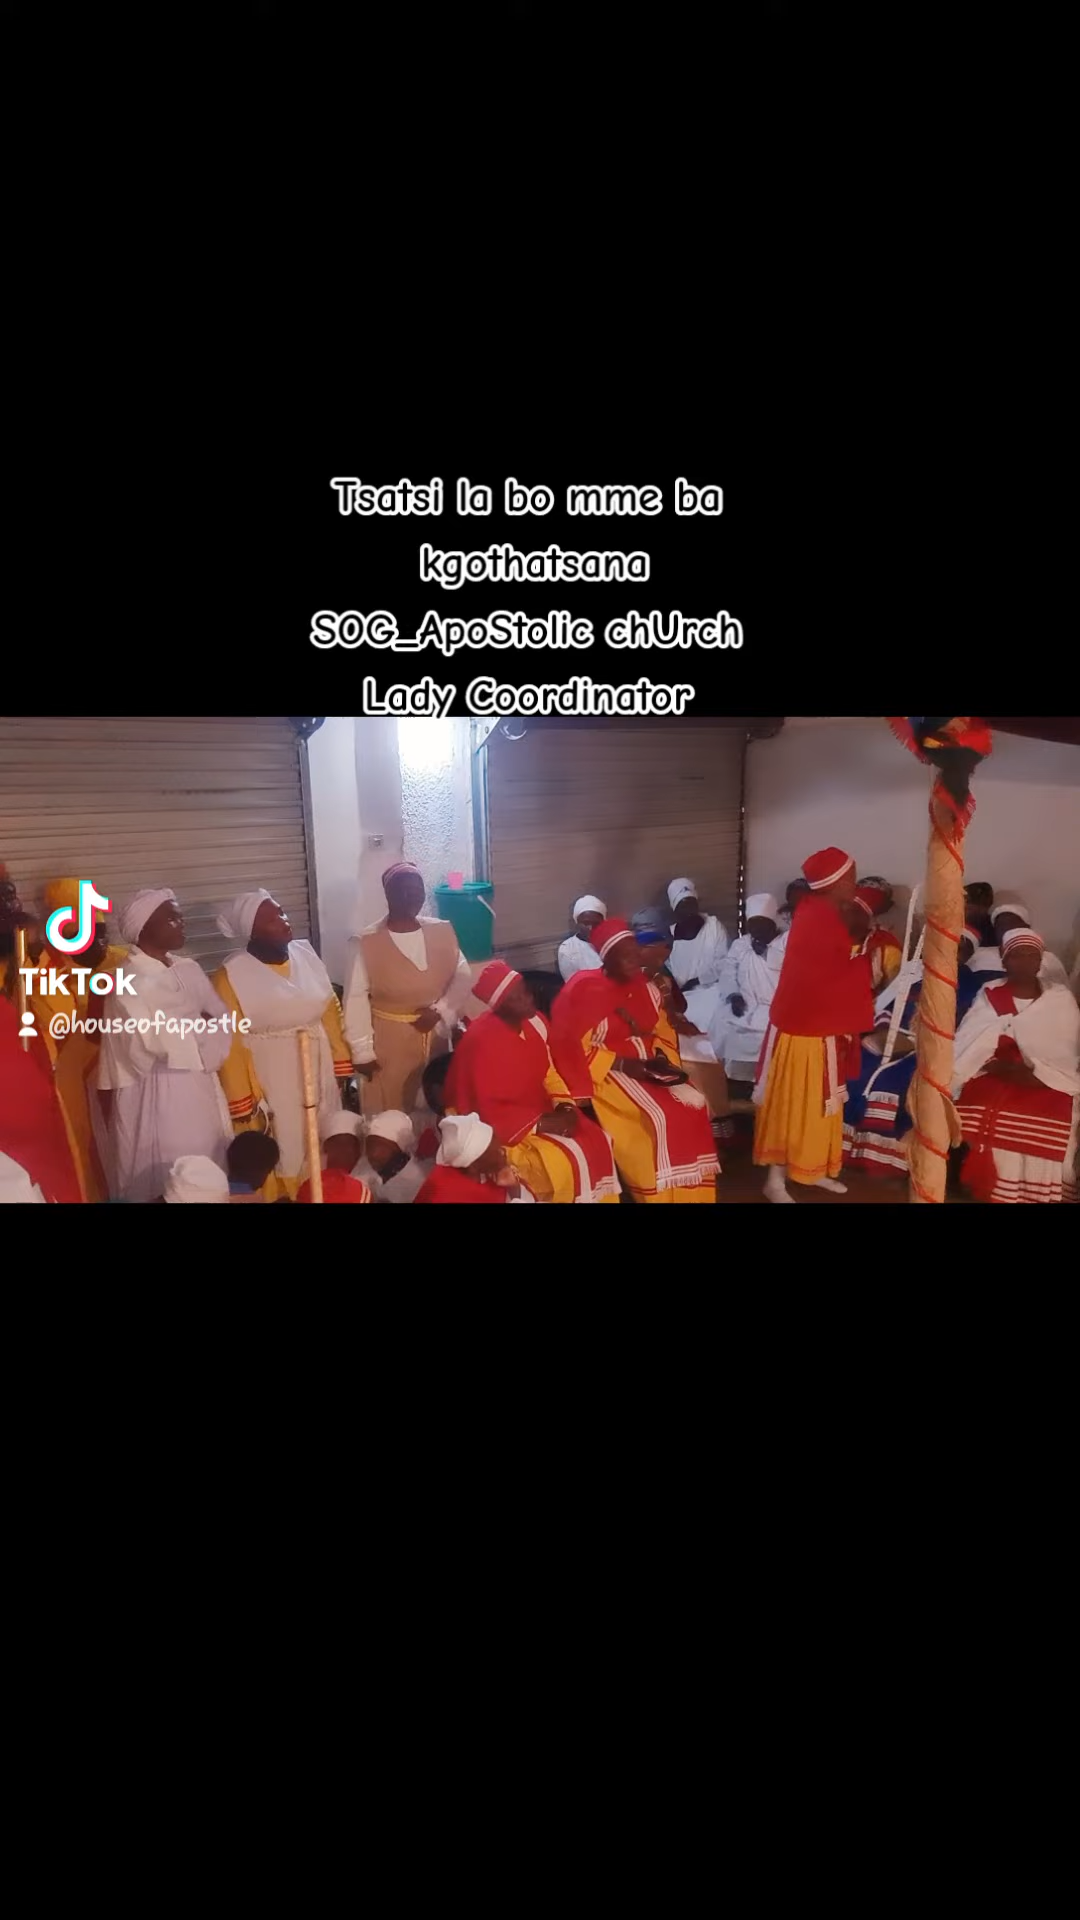 Tsatsi la bo mme ba
kgothatsana
SOG_ApoStolic chUrch
Lady Coordinator
TikTok
@houseofapostle